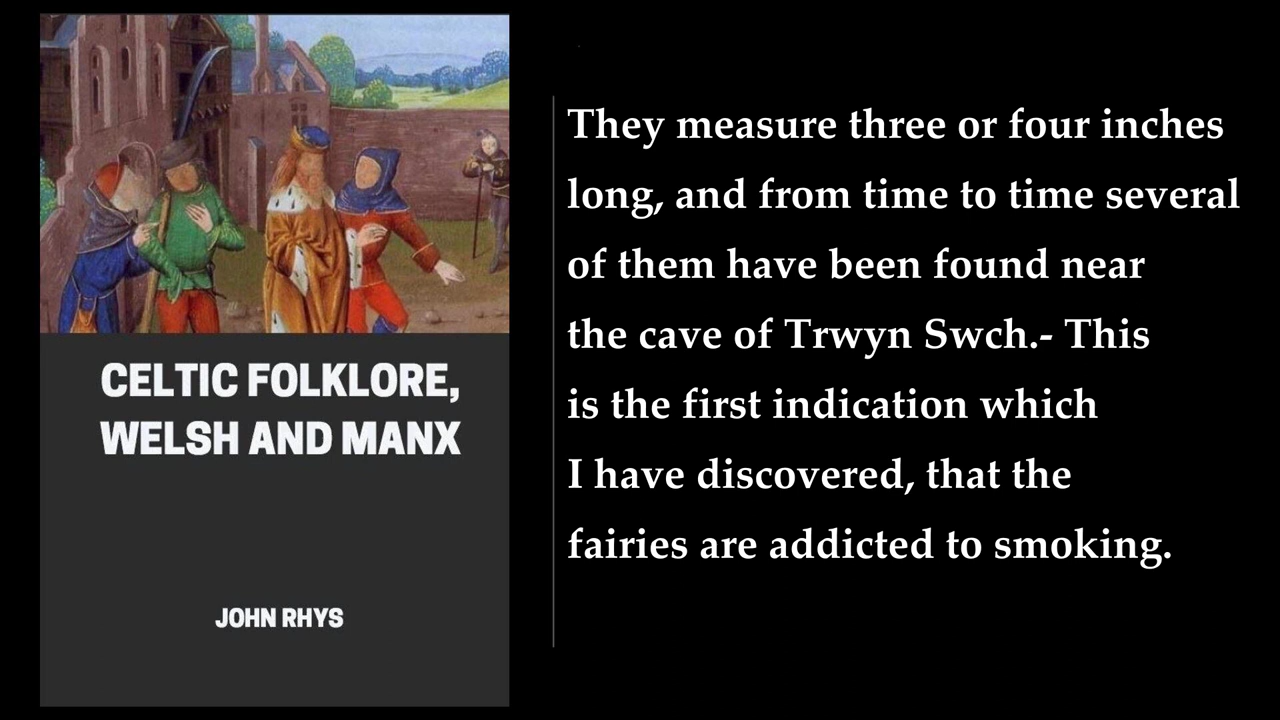 CELTIC FOLKLORE,
WELSH AND MANX
JOHN RHYS
They measure three or four inches
long, and from time to time several
of them have been found near
the cave of Trwyn Swch.- This
is the first indication which
I have discovered, that the
fairies are addicted to smoking.